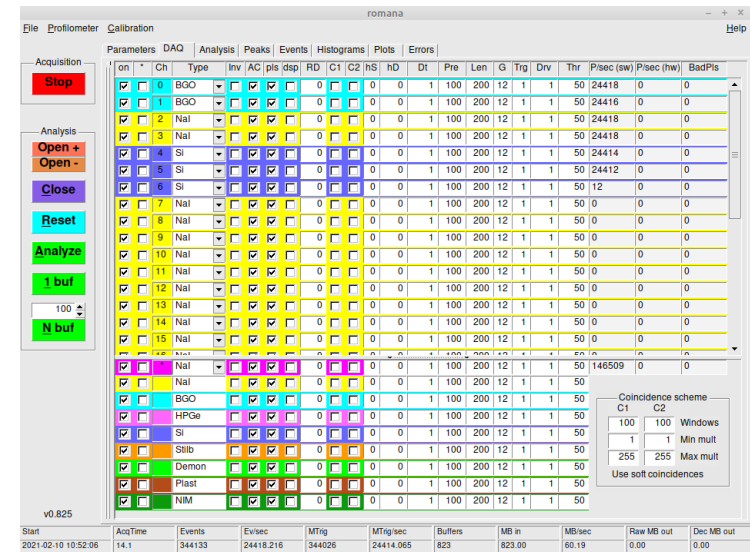 romana
File Profilometer Calibration Help
Parameters DAQ Analysis Peaks Events Histograms Plots Errors
Acquisition
Stop
Analysis
Open +
Open -
Close
Reset
Analyze
1 buf
100
N buf
v0.825
on * Ch Type Inv AC pls dsp RD C1 C2 hS hD Dt Pre Len G Trg Drv Thr P/sec (sw) P/sec (hw) BadPls
0 BGO 0 0 0 1 100 200 12 1 1 50 24418 0 0
1 BGO 0 0 0 1 100 200 12 1 1 50 24416 0 0
2 NaI 0 0 0 1 100 200 12 1 1 50 24418 0 0
3 NaI 0 0 0 1 100 200 12 1 1 50 24418 0 0
4 Si 0 0 0 1 100 200 12 1 1 50 24414 0 0
5 Si 0 0 0 1 100 200 12 1 1 50 24412 0 0
6 Si 0 0 0 1 100 200 12 1 1 50 12 0 0
7 NaI 0 0 0 1 100 200 12 1 1 50 0 0 0
8 NaI 0 0 0 1 100 200 12 1 1 50 0 0 0
9 NaI 0 0 0 1 100 200 12 1 1 50 0 0 0
10 NaI 0 0 0 1 100 200 12 1 1 50 0 0 0
11 NaI 0 0 0 1 100 200 12 1 1 50 0 0 0
12 NaI 0 0 0 1 100 200 12 1 1 50 0 0 0
13 NaI 0 0 0 1 100 200 12 1 1 50 0 0 0
14 NaI 0 0 0 1 100 200 12 1 1 50 0 0 0
15 NaI 0 0 0 1 100 200 12 1 1 50 0 0 0
* NaI 0 0 0 1 100 200 12 1 1 50 146509 0 0
NaI 0 0 0 1 100 200 12 1 1 50
BGO 0 0 0 1 100 200 12 1 1 50
HPGe 0 0 0 1 100 200 12 1 1 50
Si 0 0 0 1 100 200 12 1 1 50
Stilb 0 0 0 1 100 200 12 1 1 50
Demon 0 0 0 1 100 200 12 1 1 50
Plast 0 0 0 1 100 200 12 1 1 50
NIM 0 0 0 1 100 200 12 1 1 50
Coincidence scheme
C1 C2
100 100 Windows
1 1 Min mult
255 255 Max mult
Use soft coincidences
Start AcqTime Events Ev/sec MTrig MTrig/sec Buffers MB in MB/sec Raw MB out Dec MB out
2021-02-10 10:52:06 14.1 344133 24418.216 344026 24414.065 823 823.00 60.19 0.00 0.00